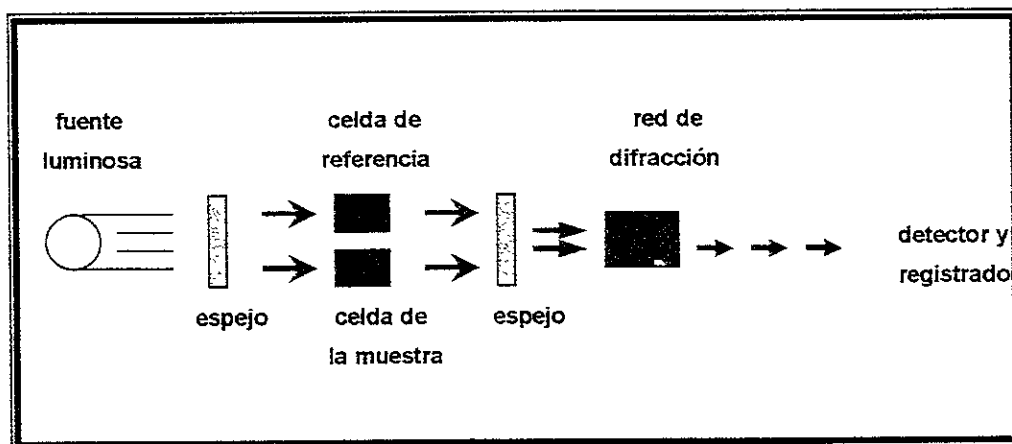 fuente
luminosa
celda de
referencia
red de
difracción
detector y
registrado
espejo
celda de
la muestra
espejo